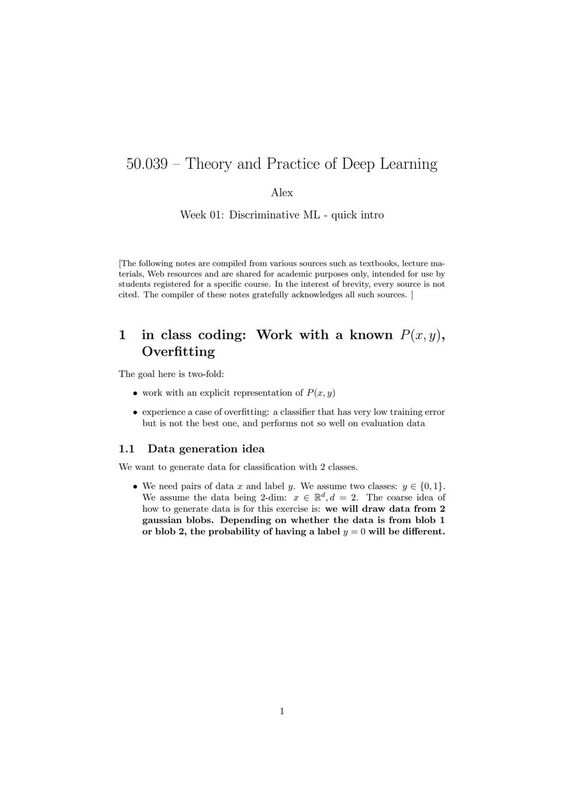 50.039 – Theory and Practice of Deep Learning
Alex
Week 01: Discriminative ML - quick intro
[The following notes are compiled from various sources such as textbooks, lecture ma-
terials, Web resources and are shared for academic purposes only, intended for use by
students registered for a specific course. In the interest of brevity, every source is not
cited. The compiler of these notes gratefully acknowledges all such sources. ]
1 in class coding: Work with a known P(x, y),
Overfitting
The goal here is two-fold:
• work with an explicit representation of P(x, y)
• experience a case of overfitting: a classifier that has very low training error
but is not the best one, and performs not so well on evaluation data
1.1 Data generation idea
We want to generate data for classification with 2 classes.
• We need pairs of data x and label y. We assume two classes: y ∈ {0, 1}.
We assume the data being 2-dim: x ∈ ℝᵈ, d = 2. The coarse idea of
how to generate data is for this exercise is: we will draw data from 2
gaussian blobs. Depending on whether the data is from blob 1
or blob 2, the probability of having a label y = 0 will be different.
1